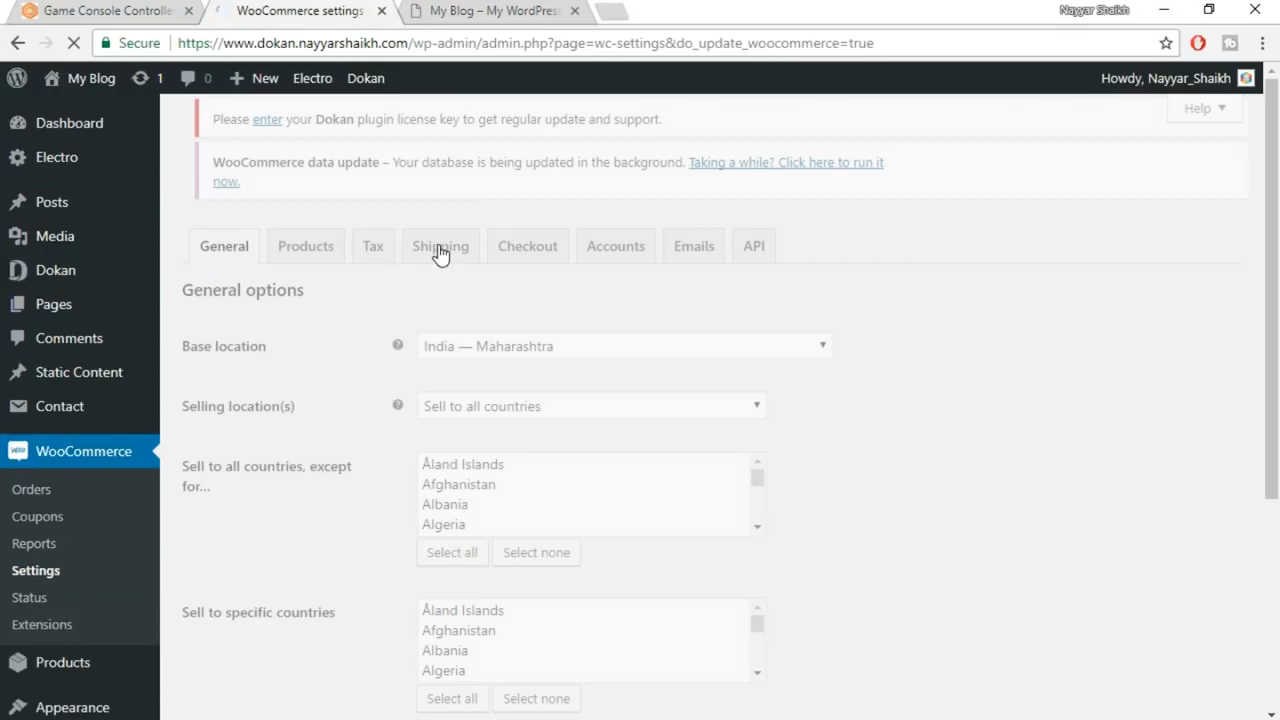 Game Console Controlle
WooCommerce settings
My Blog – My WordPres
Nayyar Shaikh
Secure
https://www.dokan.nayyarshaikh.com/wp-admin/admin.php?page=wc-settings&do_update_woocommerce=true
My Blog
1
0
New
Electro
Dokan
Howdy, Nayyar_Shaikh
Dashboard
Electro
Posts
Media
Dokan
Pages
Comments
Static Content
Contact
WooCommerce
Orders
Coupons
Reports
Settings
Status
Extensions
Products
Appearance
Help
Please enter your Dokan plugin license key to get regular update and support.
WooCommerce data update – Your database is being updated in the background. Taking a while? Click here to run it
now.
General
Products
Tax
Shipping
Checkout
Accounts
Emails
API
General options
Base location
India — Maharashtra
Selling location(s)
Sell to all countries
Sell to all countries, except
for...
Åland Islands
Afghanistan
Albania
Algeria
Select all
Select none
Sell to specific countries
Åland Islands
Afghanistan
Albania
Algeria
Select all
Select none